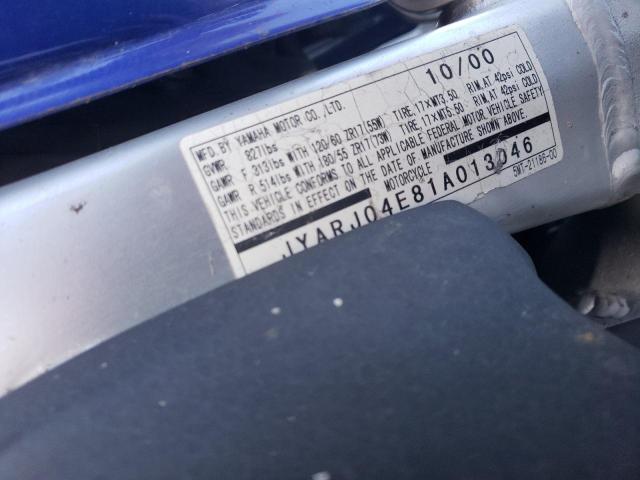 10/00
MFD BY YAMAHA MOTOR CO.,LTD.
GVWR 827lbs
GAWR F 313lbs WITH 120/60 ZR17(55W) TIRE, 17×MT3.50 RIM, AT 42psi COLD
GAWR R 514lbs WITH 180/55 ZR17(73W) TIRE, 17×MT5.50 RIM, AT 42psi COLD
THIS VEHICLE CONFORMS TO ALL APPLICABLE FEDERAL MOTOR VEHICLE SAFETY
STANDARDS IN EFFECT ON THE DATE OF MANUFACTURE SHOWN ABOVE.
MOTORCYCLE
JYARJ04E81A013046
5MT-21186-00